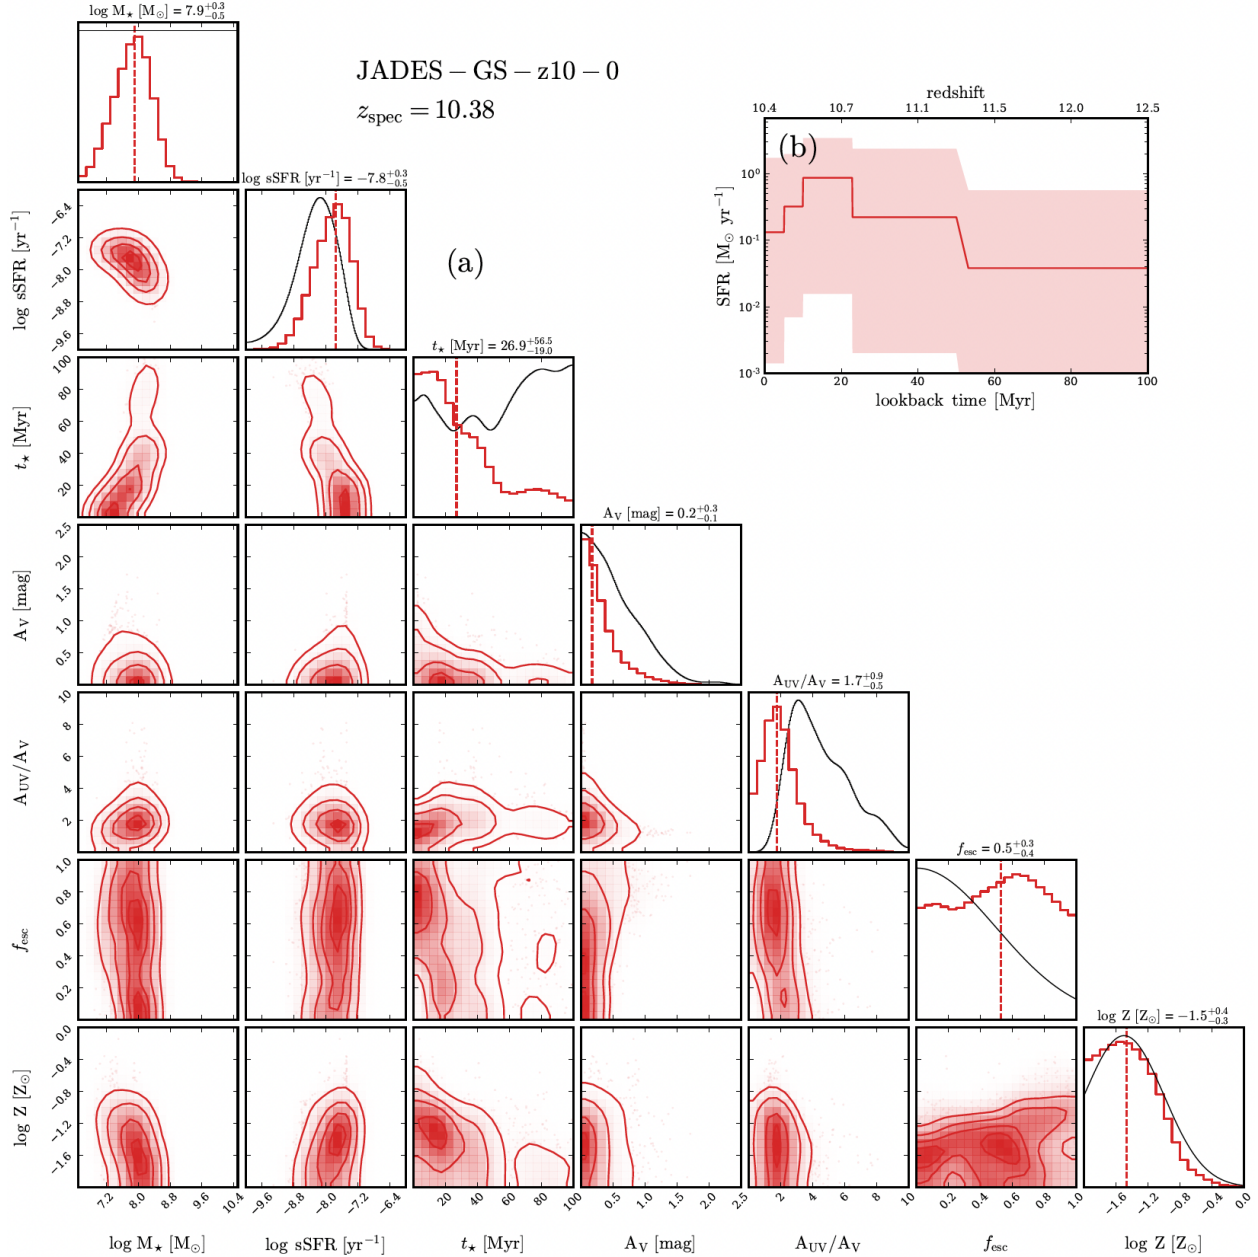 log M⋆ [M⊙] = 7.9+0.3−0.5
JADES − GS − z10 − 0
zspec = 10.38
redshift
10.4 10.7 11.1 11.5 12.0 12.5
(b)
SFR [M⊙ yr−1]
100
10-1
10-2
10-3
0 20 40 60 80 100
lookback time [Myr]
log sSFR [yr−1] = −7.8+0.3−0.5
(a)
log sSFR [yr−1]
−6.4
−7.2
−8.0
−8.8
−9.6
t⋆ [Myr] = 26.9+56.5−19.0
t⋆ [Myr]
100
80
60
40
20
AV [mag] = 0.2+0.3−0.1
AV [mag]
2.5
2.0
1.5
1.0
0.5
AUV/AV = 1.7+0.9−0.5
AUV/AV
10
8
6
4
2
fesc = 0.5+0.3−0.4
fesc
1.0
0.8
0.6
0.4
0.2
log Z [Z⊙] = −1.5+0.4−0.3
log Z [Z⊙]
0.0
−0.4
−0.8
−1.2
−1.6
7.2 8.0 8.8 9.6 10.4
−9.6 −8.8 −8.0 −7.2 −6.4
20 40 60 80
0.5 1.0 1.5 2.0 2.5
2 4 6 8 10
0.2 0.4 0.6 0.8 1.0
−1.6 −1.2 −0.8 −0.4 0.0
log M⋆ [M⊙]
log sSFR [yr−1]
t⋆ [Myr]
AV [mag]
AUV/AV
fesc
log Z [Z⊙]